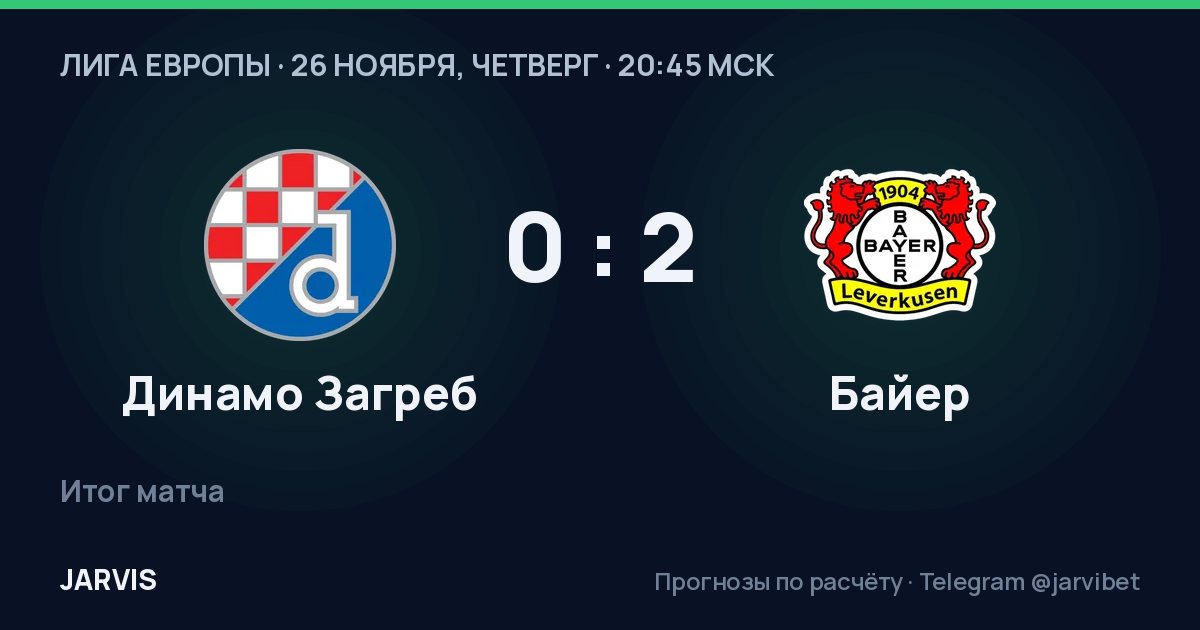 ЛИГА ЕВРОПЫ · 26 НОЯБРЯ, ЧЕТВЕРГ · 20:45 МСК
d
0 : 2
1904
BAYER
BAYER
Leverkusen
Динамо Загреб
Байер
Итог матча
JARVIS
Прогнозы по расчёту · Telegram @jarvibet